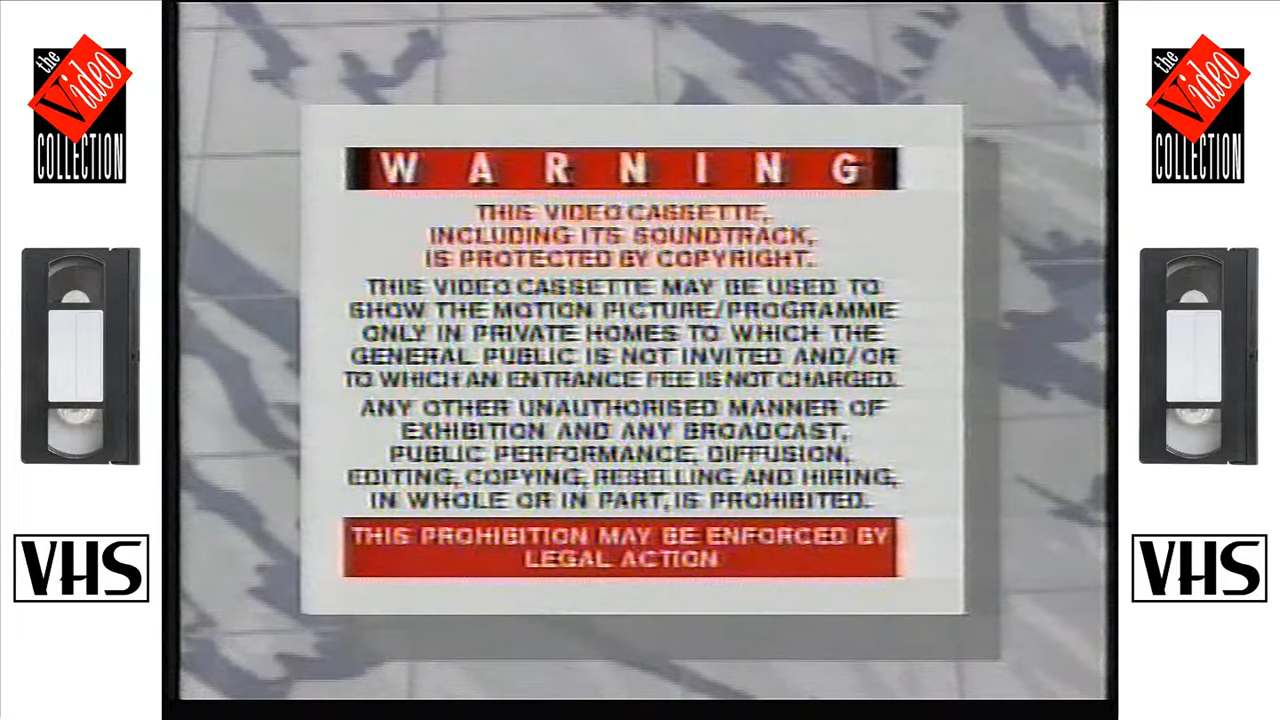 the
Video
COLLECTION
VHS
WARNING
THIS VIDEO CASSETTE,
INCLUDING ITS SOUNDTRACK,
IS PROTECTED BY COPYRIGHT.
THIS VIDEO CASSETTE MAY BE USED TO
SHOW THE MOTION PICTURE/PROGRAMME
ONLY IN PRIVATE HOMES TO WHICH THE
GENERAL PUBLIC IS NOT INVITED AND/OR
TO WHICH AN ENTRANCE FEE IS NOT CHARGED.
ANY OTHER UNAUTHORISED MANNER OF
EXHIBITION AND ANY BROADCAST,
PUBLIC PERFORMANCE, DIFFUSION,
EDITING, COPYING, RESELLING AND HIRING,
IN WHOLE OR IN PART, IS PROHIBITED.
THIS PROHIBITION MAY BE ENFORCED BY
LEGAL ACTION
the
Video
COLLECTION
VHS